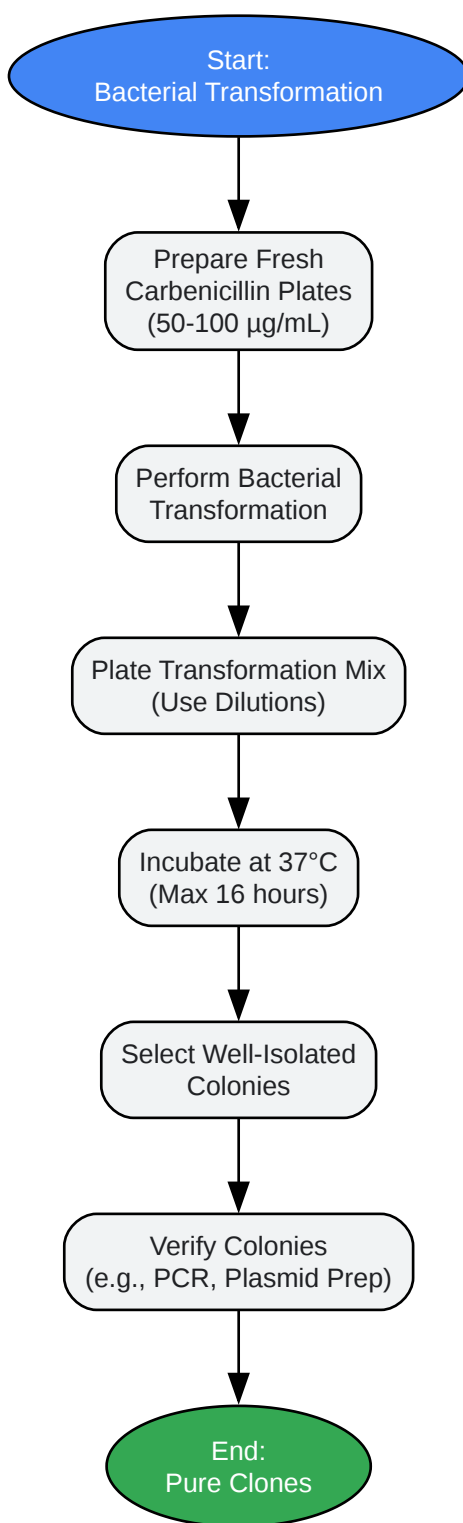 Start:
Bacterial Transformation
Prepare Fresh
Carbenicillin Plates
(50-100 µg/mL)
Perform Bacterial
Transformation
Plate Transformation Mix
(Use Dilutions)
Incubate at 37°C
(Max 16 hours)
Select Well-Isolated
Colonies
Verify Colonies
(e.g., PCR, Plasmid Prep)
End:
Pure Clones